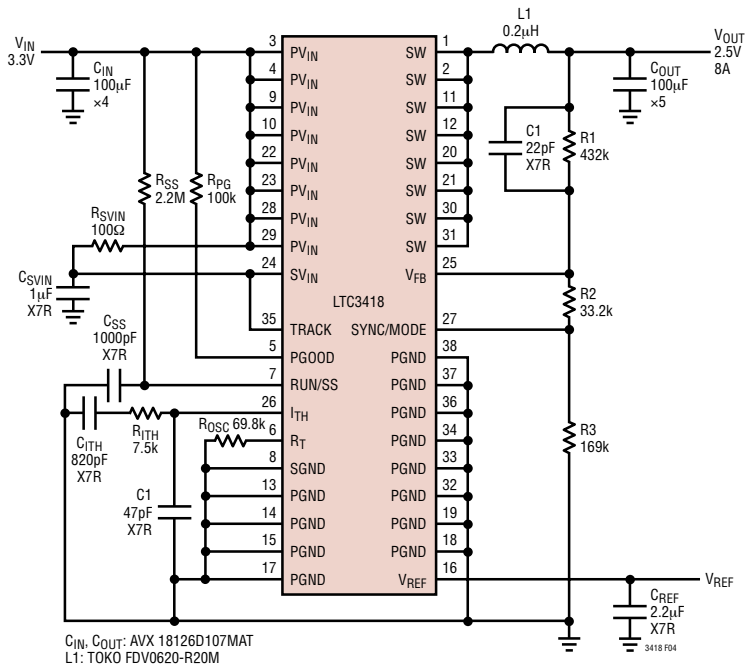 L1
0.2µH
VIN
3.3V
CIN
100µF
×4
RSS
2.2M
RPG
100k
RSVIN
100Ω
CSVIN
1µF
X7R
CSS
1000pF
X7R
CITH
820pF
X7R
RITH
7.5k
C1
47pF
X7R
ROSC 69.8k
3 PVIN
4 PVIN
9 PVIN
10 PVIN
22 PVIN
23 PVIN
28 PVIN
29 PVIN
24 SVIN
35 TRACK
5 PGOOD
7 RUN/SS
26 ITH
6 RT
8 SGND
13 PGND
14 PGND
15 PGND
17 PGND
LTC3418
SW 1
SW 2
SW 11
SW 12
SW 20
SW 21
SW 30
SW 31
VFB 25
SYNC/MODE 27
PGND 38
PGND 37
PGND 36
PGND 34
PGND 33
PGND 32
PGND 19
PGND 18
VREF 16
VOUT
2.5V
8A
COUT
100µF
×5
C1
22pF
X7R
R1
432k
R2
33.2k
R3
169k
VREF
CREF
2.2µF
X7R
3418 F04
CIN, COUT: AVX 18126D107MAT
L1: TOKO FDV0620-R20M